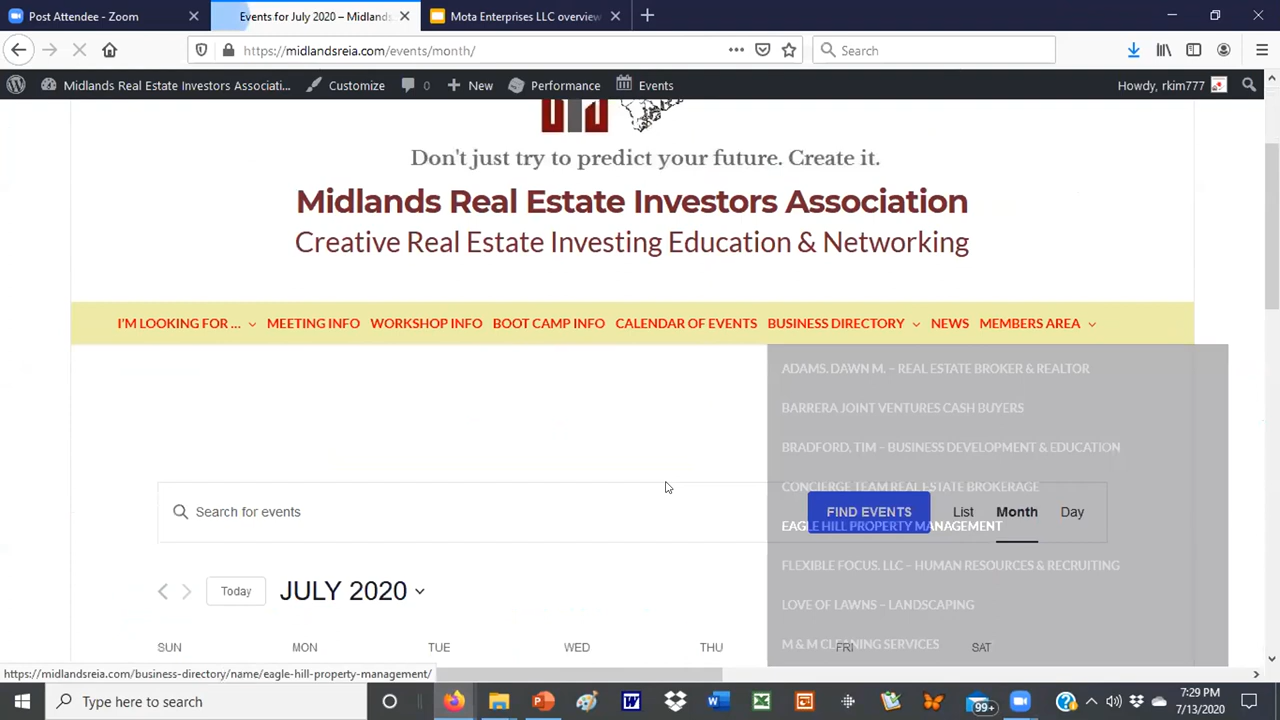 Post Attendee - Zoom
Events for July 2020 – Midlands
Mota Enterprises LLC overview
https://midlandsreia.com/events/month/
Search
Midlands Real Estate Investors Associati...
Customize
0
New
Performance
Events
Howdy, rkim777
Don't just try to predict your future. Create it.
Midlands Real Estate Investors Association
Creative Real Estate Investing Education & Networking
I'M LOOKING FOR ... MEETING INFO WORKSHOP INFO BOOT CAMP INFO CALENDAR OF EVENTS BUSINESS DIRECTORY NEWS MEMBERS AREA
ADAMS, DAWN M. – REAL ESTATE BROKER & REALTOR
BARRERA JOINT VENTURES CASH BUYERS
BRADFORD, TIM – BUSINESS DEVELOPMENT & EDUCATION
CONCIERGE TEAM REAL ESTATE BROKERAGE
Search for events
FIND EVENTS
List
Month
Day
EAGLE HILL PROPERTY MANAGEMENT
FLEXIBLE FOCUS, LLC – HUMAN RESOURCES & RECRUITING
Today
JULY 2020
LOVE OF LAWNS – LANDSCAPING
M & M CLEANING SERVICES
SUN MON TUE WED THU FRI SAT
https://midlandsreia.com/business-directory/name/eagle-hill-property-management/
Type here to search
99+
7:29 PM
7/13/2020